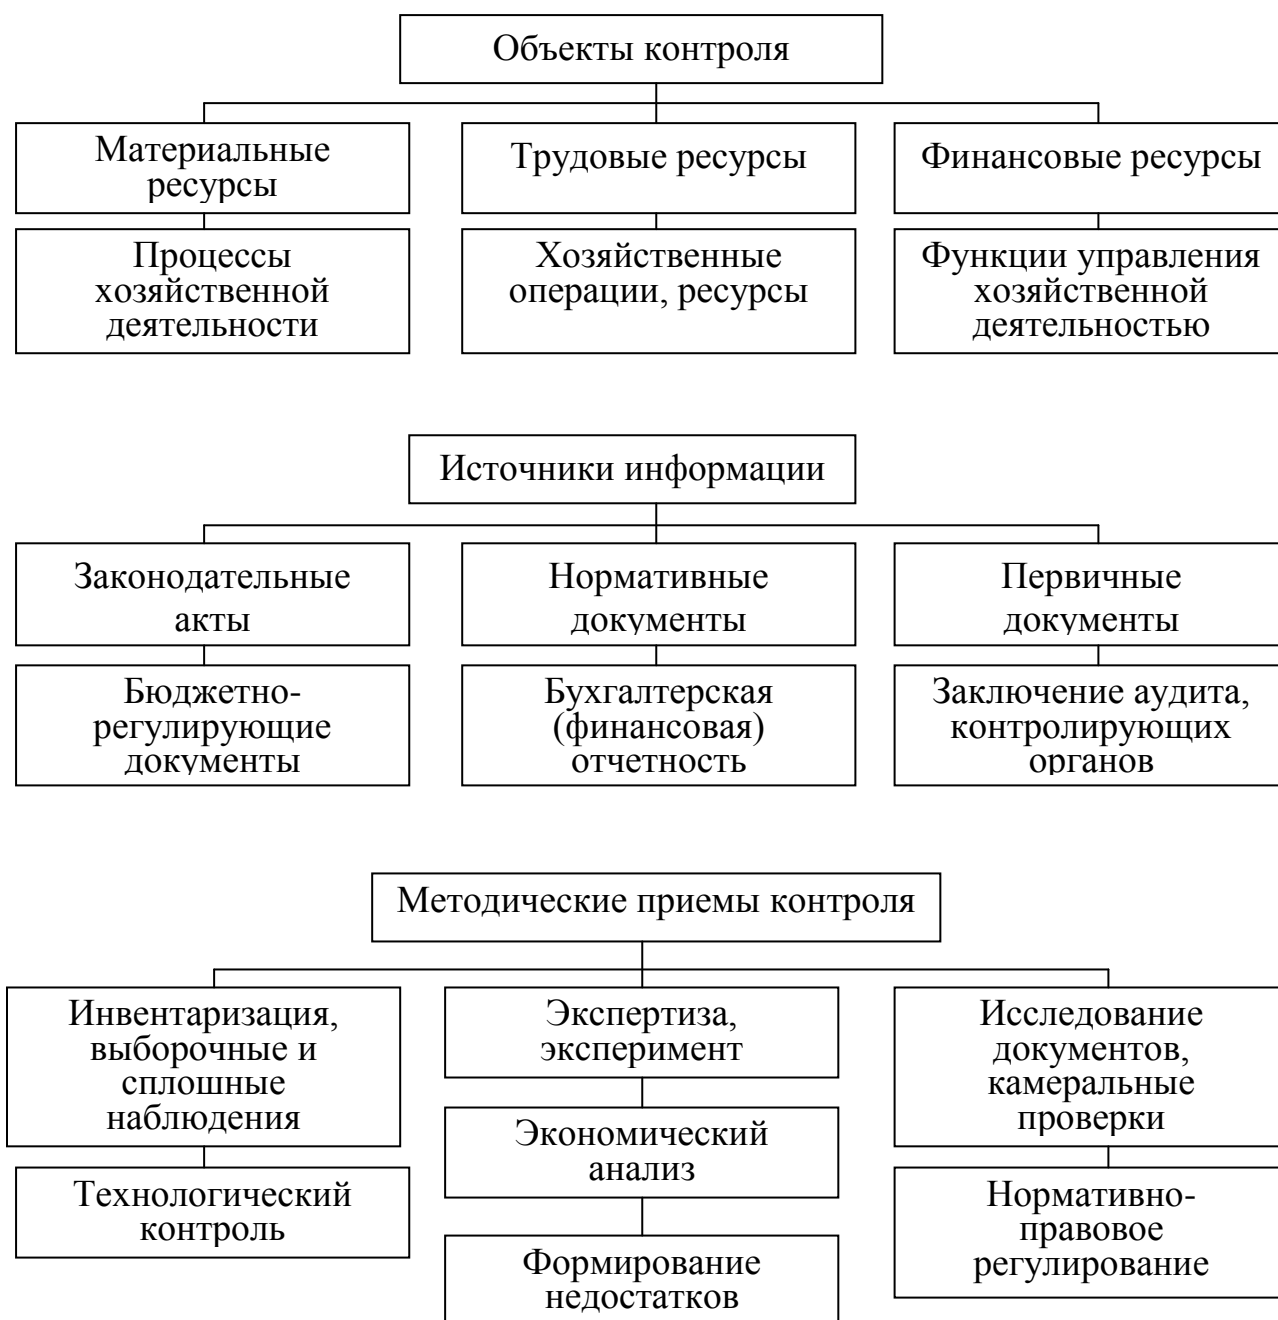 Объекты контроля
Материальные
ресурсы
Трудовые ресурсы
Финансовые ресурсы
Процессы
хозяйственной
деятельности
Хозяйственные
операции, ресурсы
Функции управления
хозяйственной
деятельностью
Источники информации
Законодательные
акты
Нормативные
документы
Первичные
документы
Бюджетно-
регулирующие
документы
Бухгалтерская
(финансовая)
отчетность
Заключение аудита,
контролирующих
органов
Методические приемы контроля
Инвентаризация,
выборочные и
сплошные
наблюдения
Экспертиза,
эксперимент
Исследование
документов,
камеральные
проверки
Экономический
анализ
Технологический
контроль
Нормативно-
правовое
регулирование
Формирование
недостатков